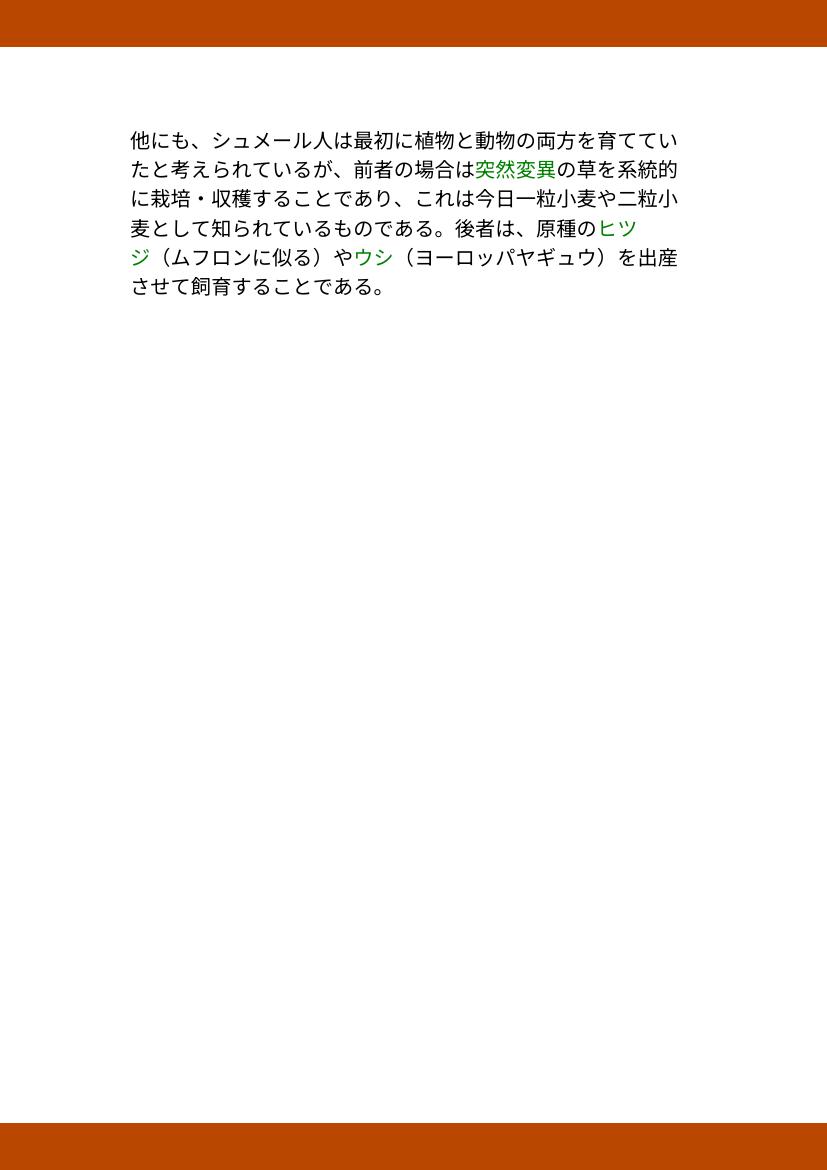 他にも、シュメール人は最初に植物と動物の両方を育ててい
たと考えられているが、前者の場合は突然変異の草を系統的
に栽培・収穫することであり、これは今日一粒小麦や二粒小
麦として知られているものである。後者は、原種のヒツ
ジ（ムフロンに似る）やウシ（ヨーロッパヤギュウ）を出産
させて飼育することである。